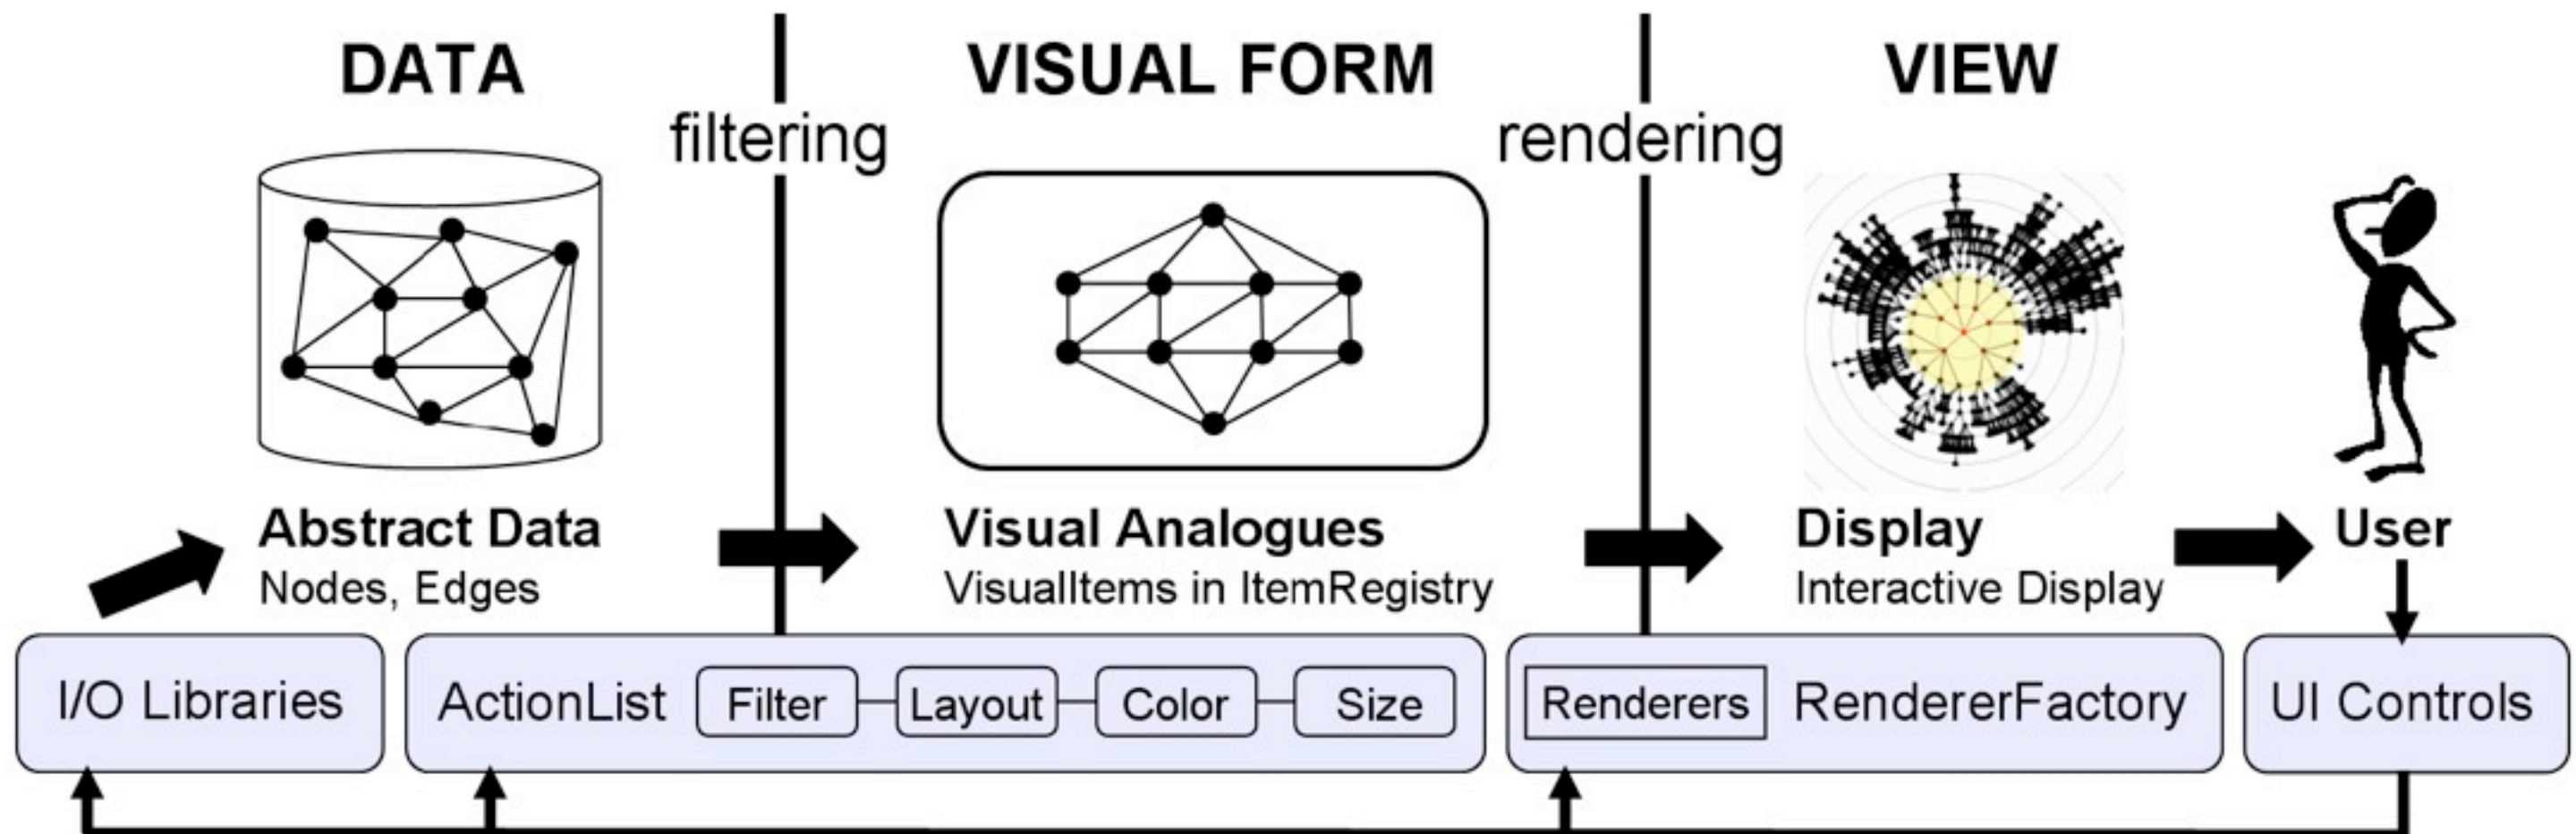 DATA
VISUAL FORM
VIEW
filtering
rendering
Abstract Data
Nodes, Edges
Visual Analogues
VisualItems in ItemRegistry
Display
Interactive Display
User
I/O Libraries
ActionList
Filter
Layout
Color
Size
Renderers
RendererFactory
UI Controls